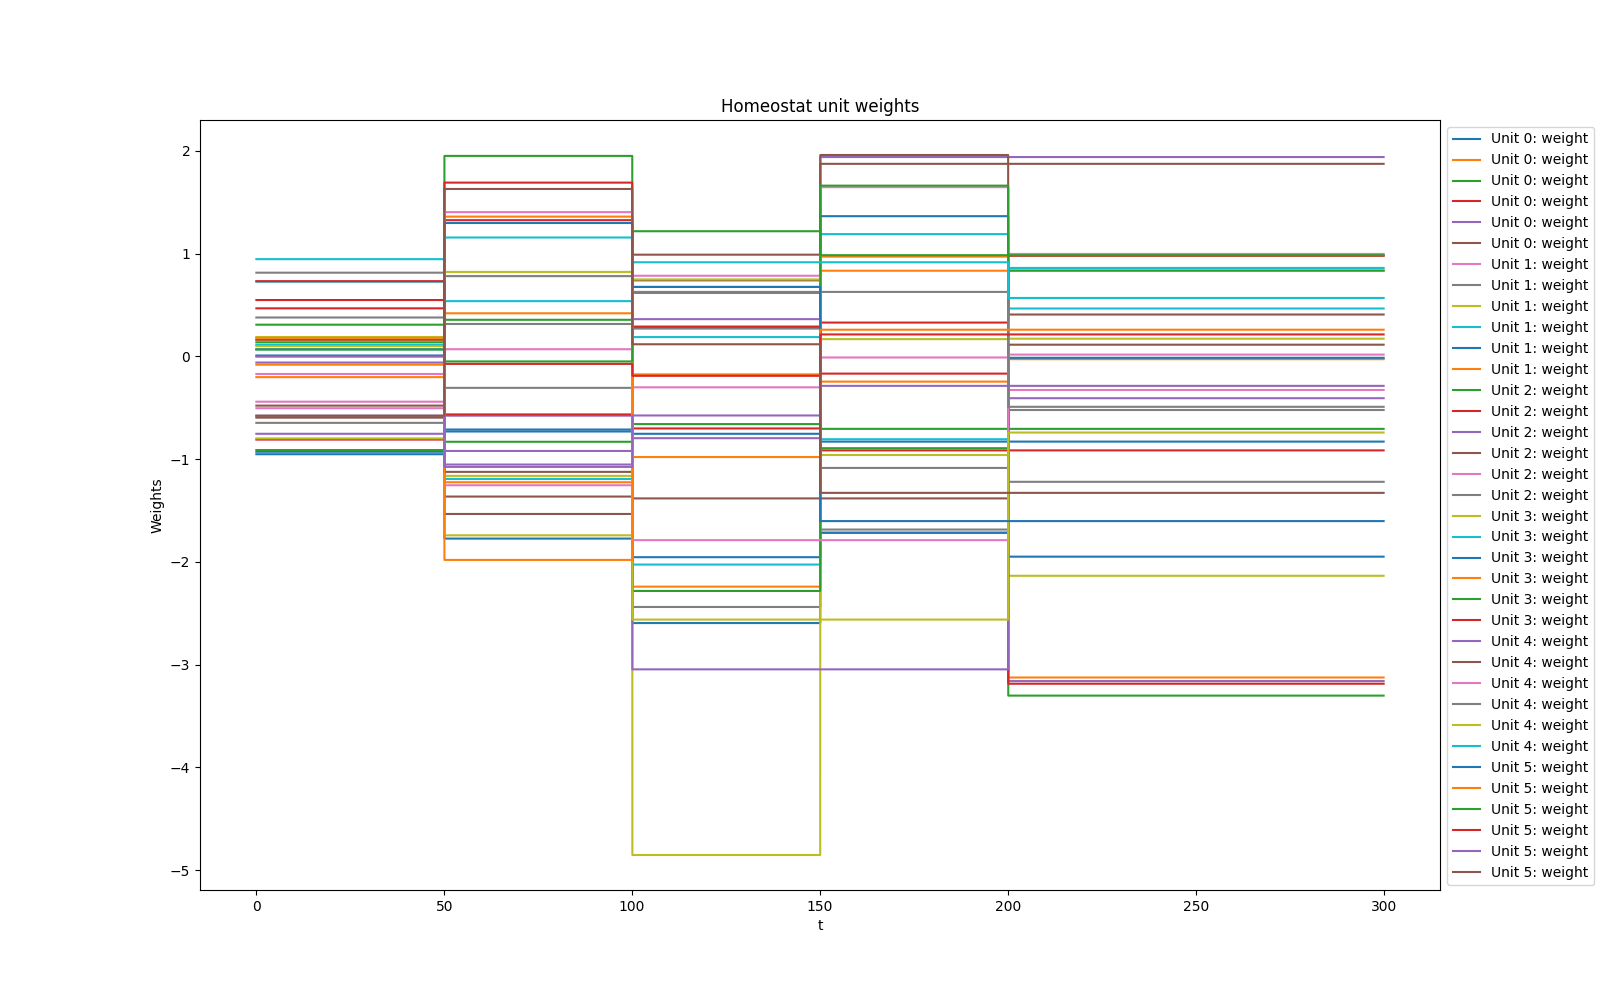 Homeostat unit weights
2
1
0
−1
−2
−3
−4
−5
Weights
0
50
100
150
200
250
300
t
Unit 0: weight
Unit 0: weight
Unit 0: weight
Unit 0: weight
Unit 0: weight
Unit 0: weight
Unit 1: weight
Unit 1: weight
Unit 1: weight
Unit 1: weight
Unit 1: weight
Unit 1: weight
Unit 2: weight
Unit 2: weight
Unit 2: weight
Unit 2: weight
Unit 2: weight
Unit 2: weight
Unit 3: weight
Unit 3: weight
Unit 3: weight
Unit 3: weight
Unit 3: weight
Unit 3: weight
Unit 4: weight
Unit 4: weight
Unit 4: weight
Unit 4: weight
Unit 4: weight
Unit 4: weight
Unit 5: weight
Unit 5: weight
Unit 5: weight
Unit 5: weight
Unit 5: weight
Unit 5: weight